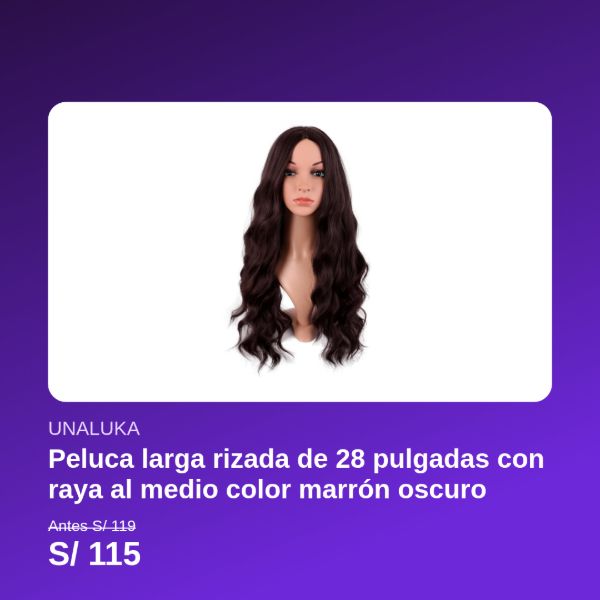 UNALUKA
Peluca larga rizada de 28 pulgadas con
raya al medio color marrón oscuro
Antes S/ 119
S/ 115